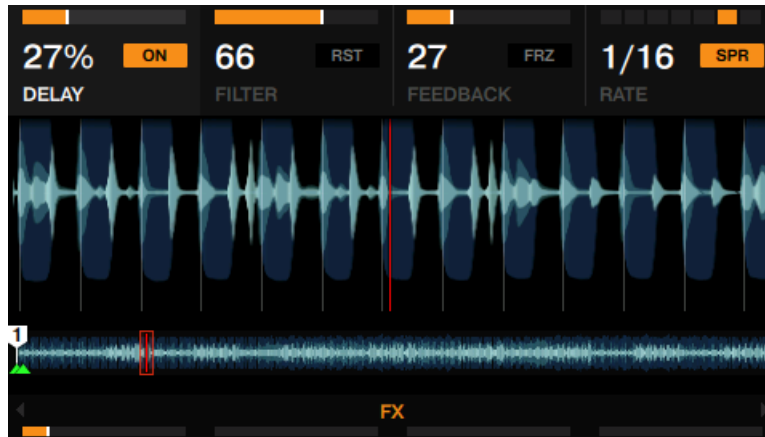 27% ON 66 RST 27 FRZ 1/16 SPR
DELAY FILTER FEEDBACK RATE
1
FX